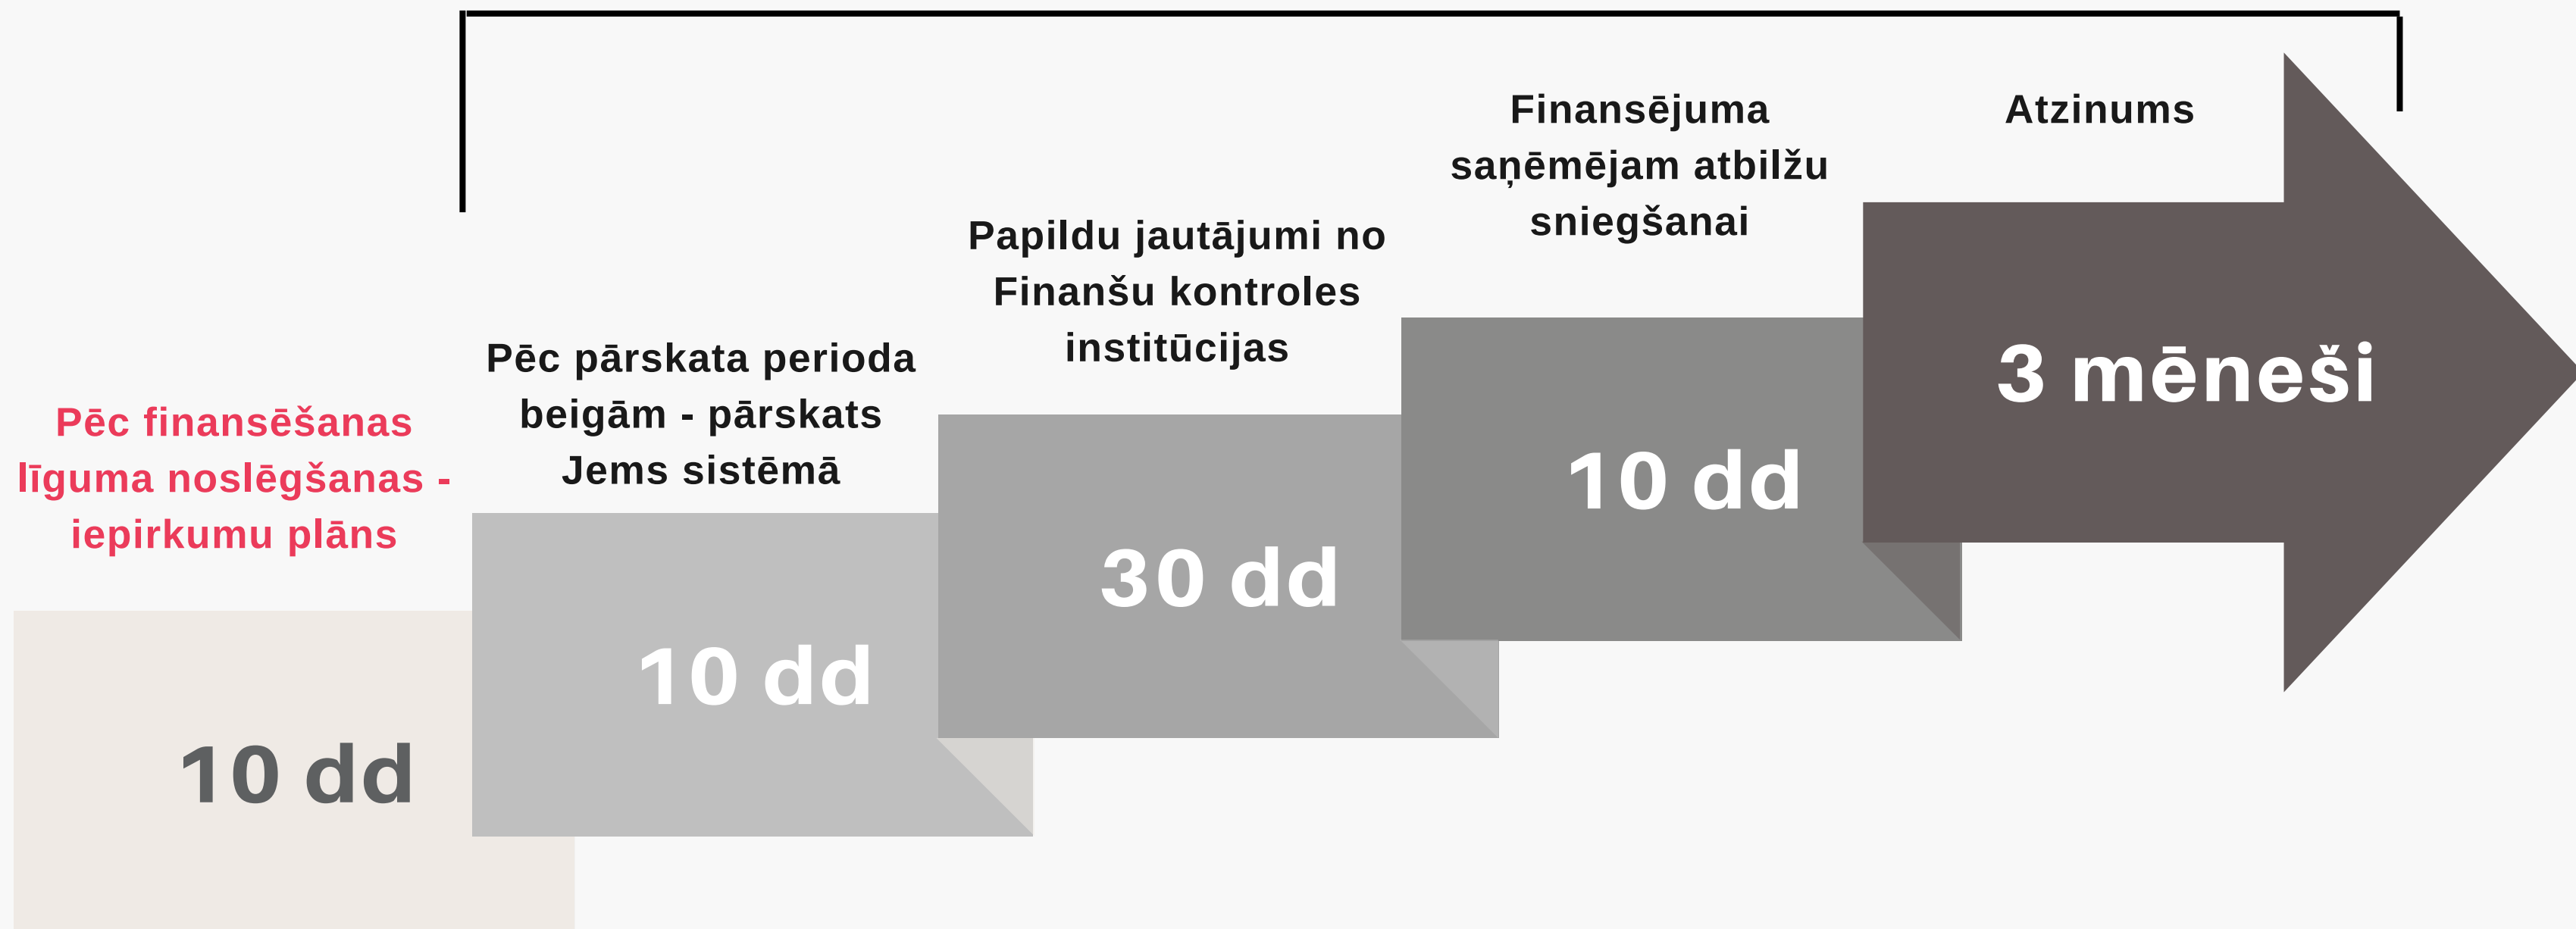 Pēc finansēšanas
līguma noslēgšanas -
iepirkumu plāns
10 dd
Pēc pārskata perioda
beigām - pārskats
Jems sistēmā
10 dd
Papildu jautājumi no
Finanšu kontroles
institūcijas
30 dd
Finansējuma
saņēmējam atbilžu
sniegšanai
10 dd
Atzinums
3 mēneši